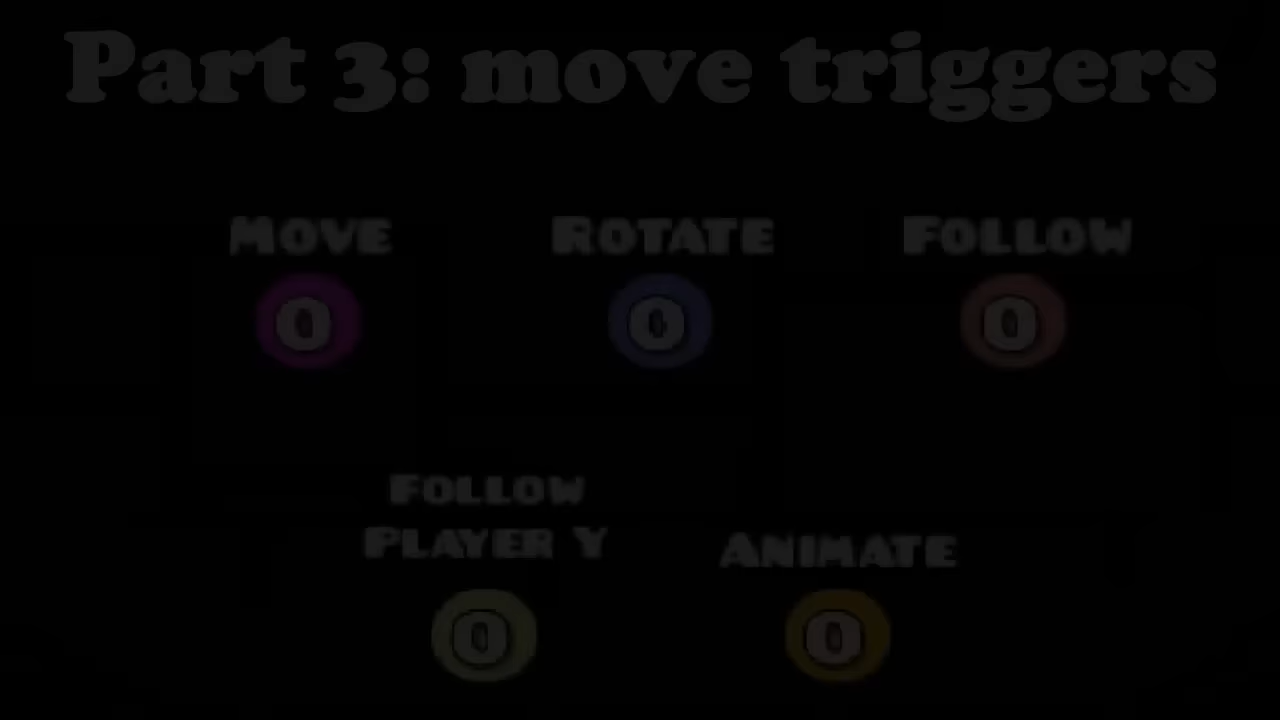 Part 3: move triggers
MOVE ROTATE FOLLOW
0 0 0
FOLLOW
PLAYER Y ANIMATE
0 0